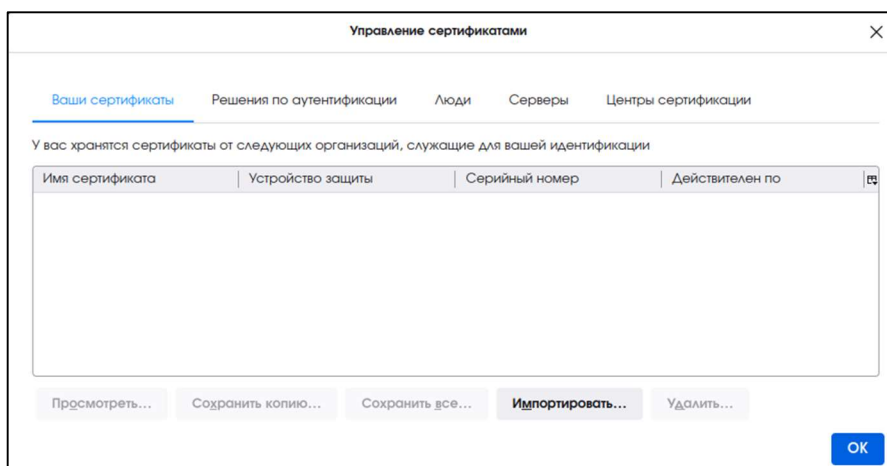 Управление сертификатами
Ваши сертификаты Решения по аутентификации Люди Серверы Центры сертификации
У вас хранятся сертификаты от следующих организаций, служащие для вашей идентификации
Имя сертификата Устройство защиты Серийный номер Действителен по
Просмотреть... Сохранить копию... Сохранить все... Импортировать... Удалить...
ОК